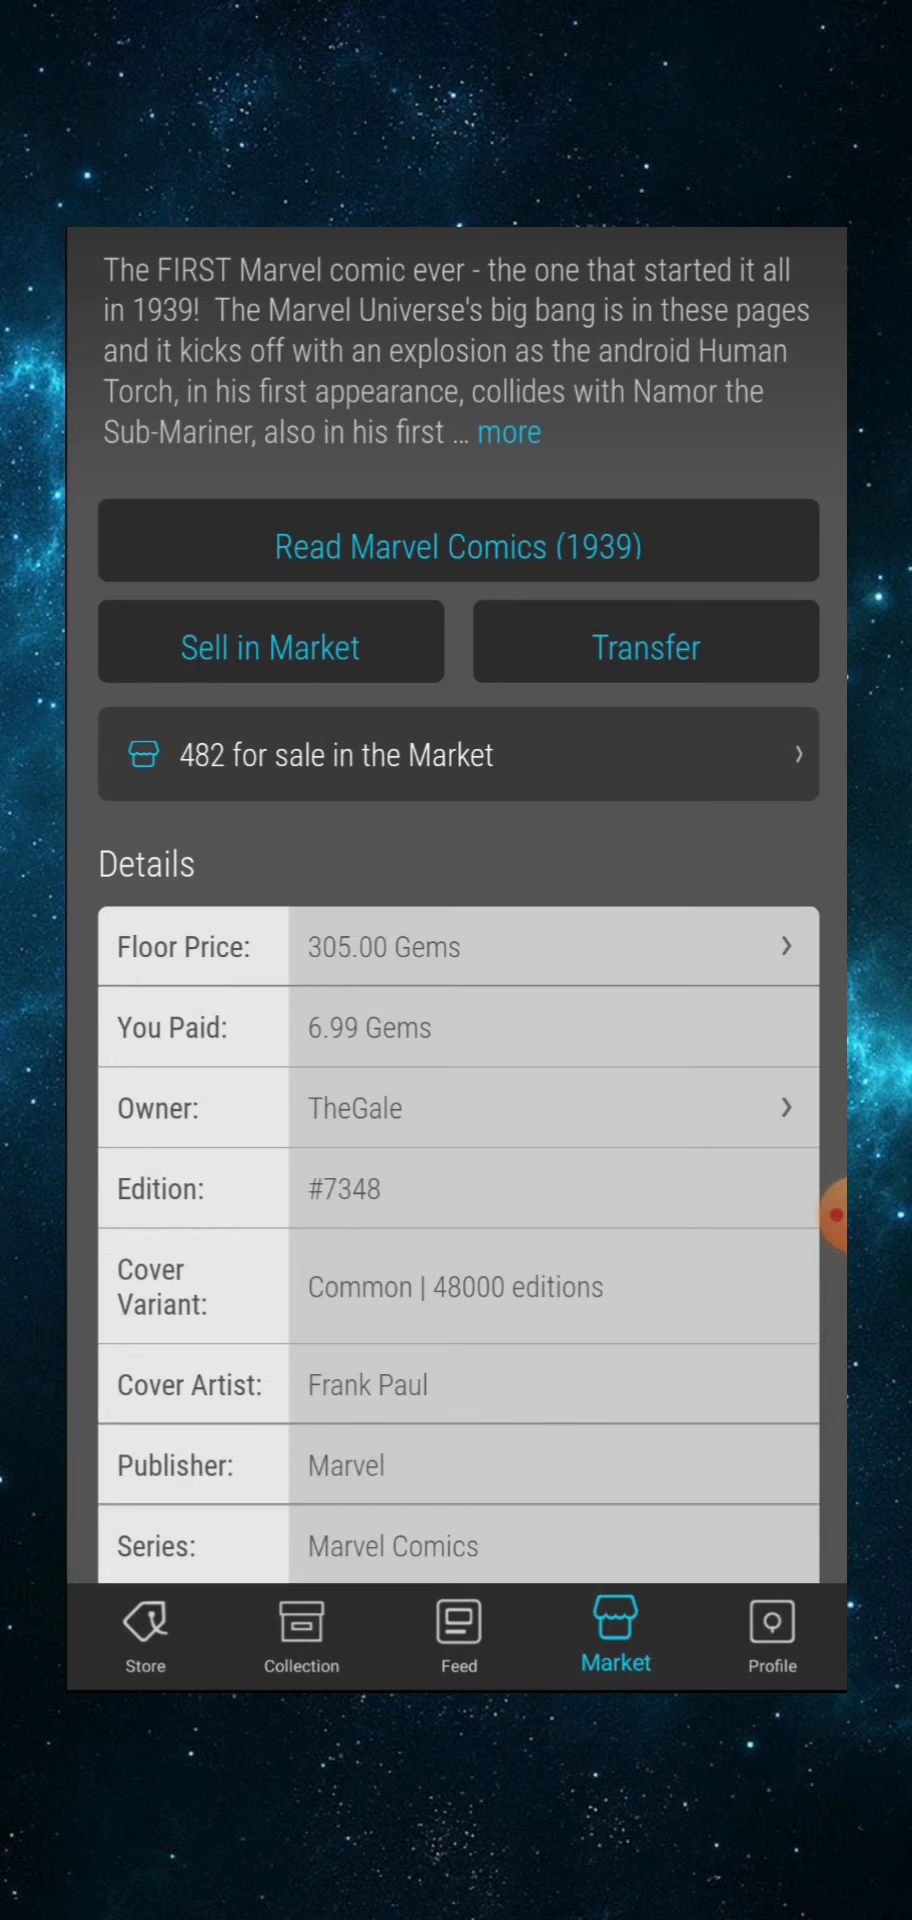 The FIRST Marvel comic ever - the one that started it all
in 1939!  The Marvel Universe's big bang is in these pages
and it kicks off with an explosion as the android Human
Torch, in his first appearance, collides with Namor the
Sub-Mariner, also in his first ... more
Read Marvel Comics (1939)
Sell in Market
Transfer
482 for sale in the Market
Details
Floor Price: 305.00 Gems
You Paid: 6.99 Gems
Owner: TheGale
Edition: #7348
Cover
Variant: Common | 48000 editions
Cover Artist: Frank Paul
Publisher: Marvel
Series: Marvel Comics
Store Collection Feed Market Profile